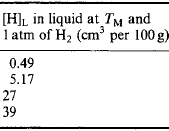 [H]L in liquid at TM and
1 atm of H2 (cm3 per 100 g)
0.49
5.17
27
39